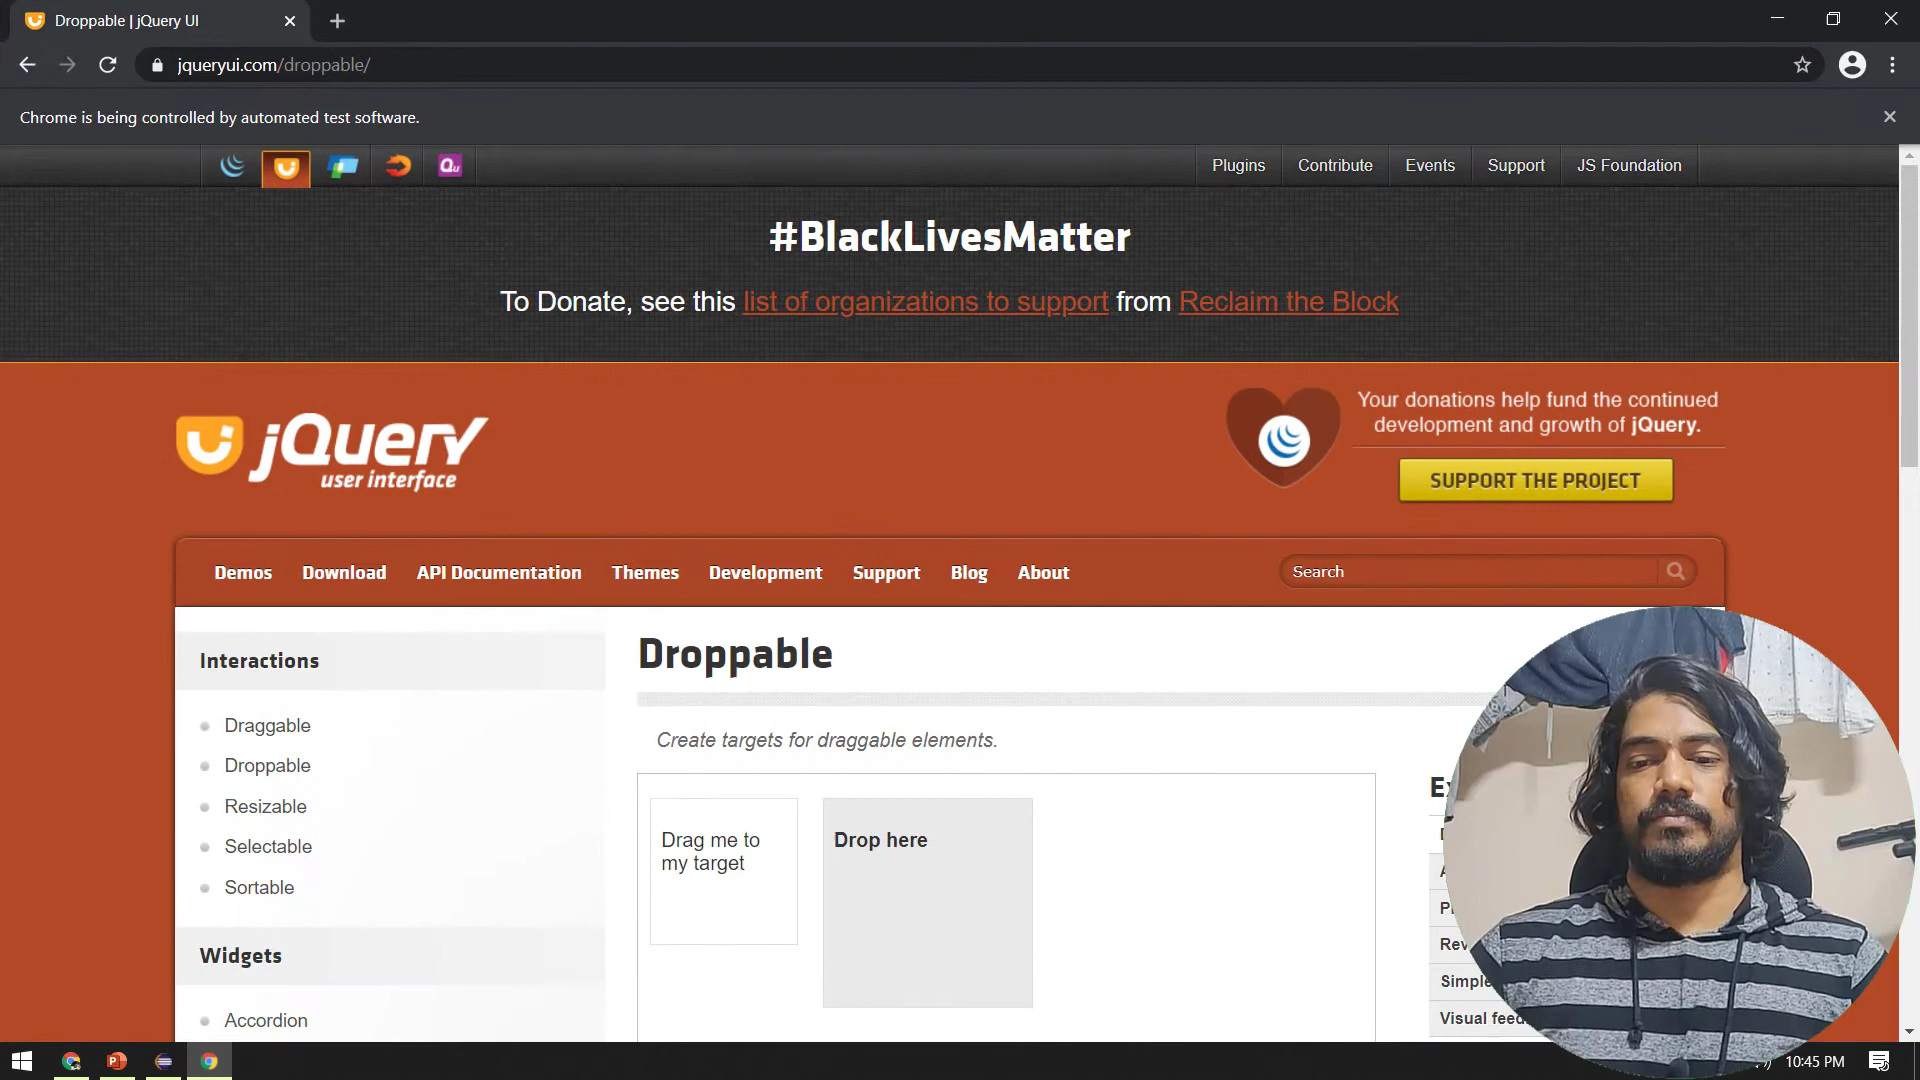 Droppable | jQuery UI
jqueryui.com/droppable/
Chrome is being controlled by automated test software.
Qu
Plugins Contribute Events Support JS Foundation
#BlackLivesMatter
To Donate, see this list of organizations to support from Reclaim the Block
jQuery
user interface
Your donations help fund the continued
development and growth of jQuery.
SUPPORT THE PROJECT
Demos Download API Documentation Themes Development Support Blog About
Search
Interactions
Draggable
Droppable
Resizable
Selectable
Sortable
Widgets
Accordion
Droppable
Create targets for draggable elements.
Drag me to
my target
Drop here
Simple
Visual
10:45 PM